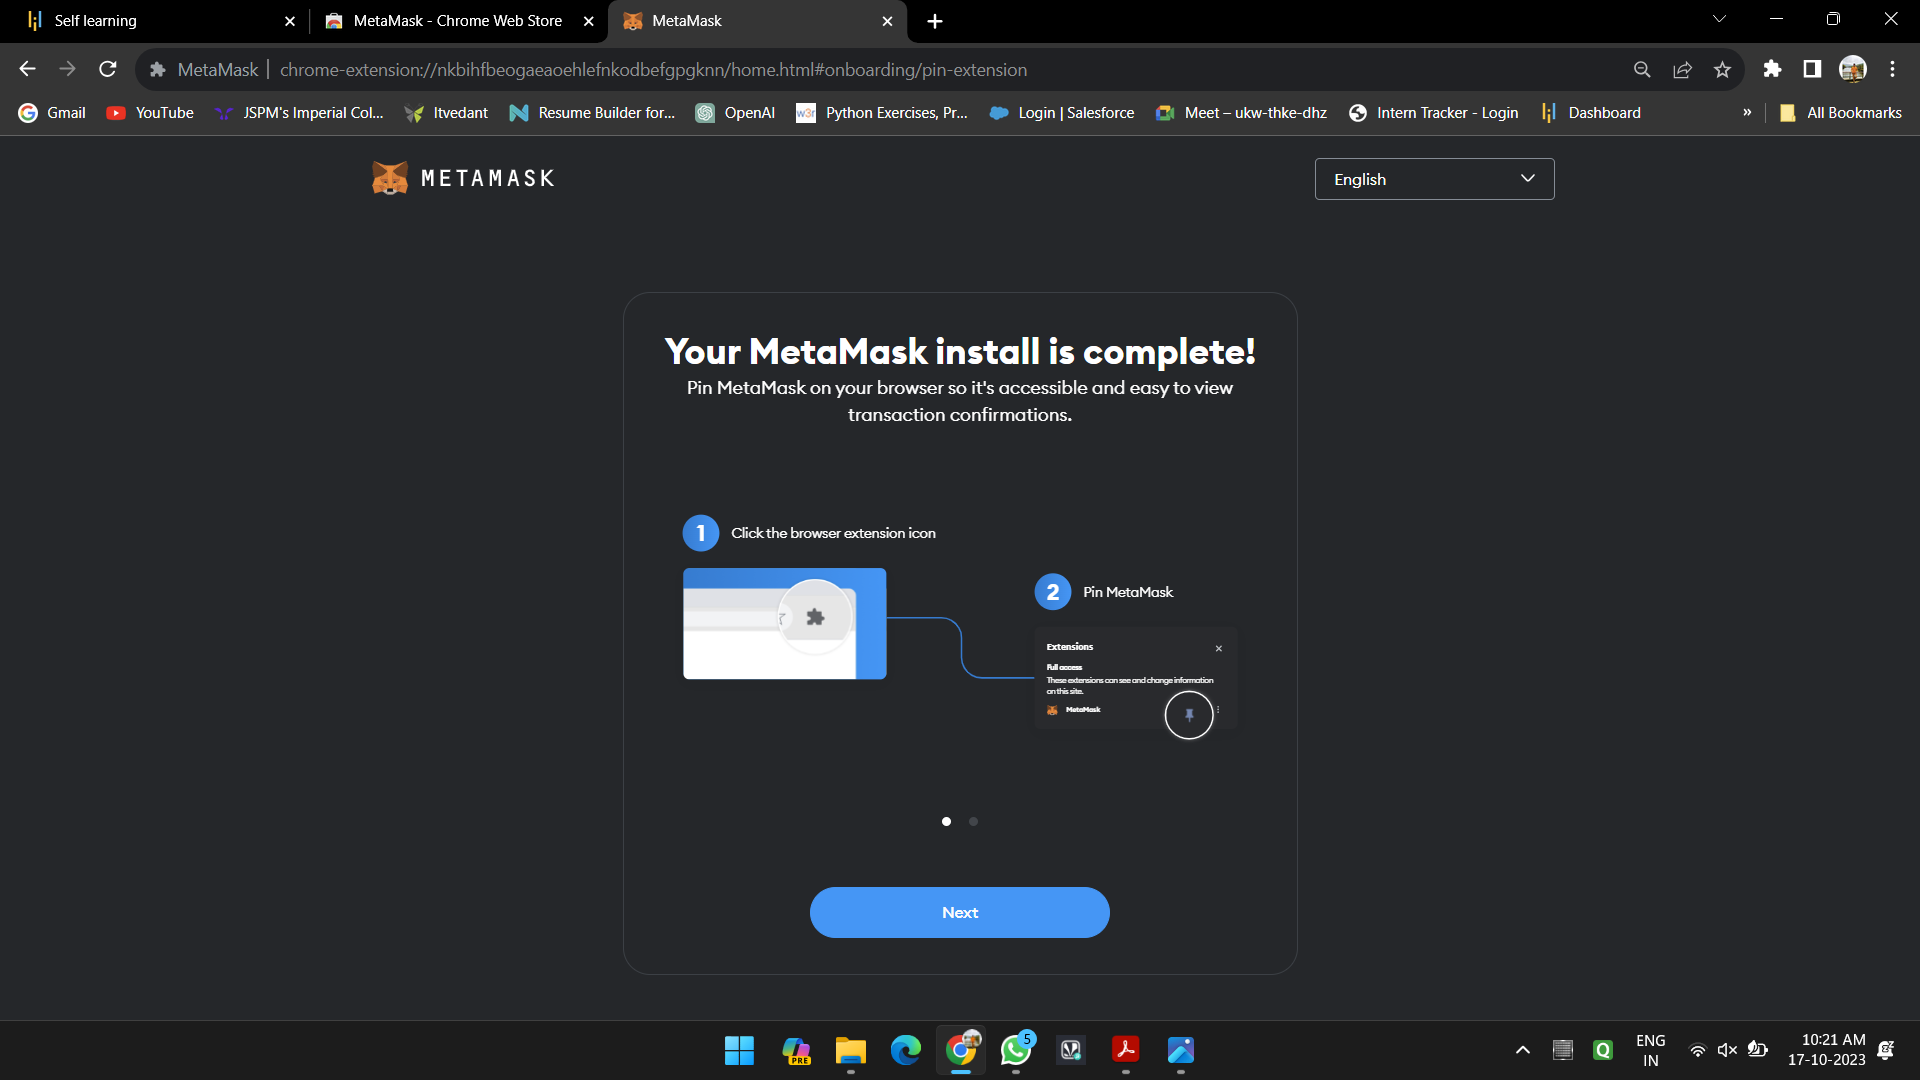 Self learning
MetaMask - Chrome Web Store
MetaMask
MetaMask
chrome-extension://nkbihfbeogaeaoehlefnkodbefgpgknn/home.html#onboarding/pin-extension
Gmail
YouTube
JSPM's Imperial Col...
Itvedant
Resume Builder for...
OpenAI
w3r
Python Exercises, Pr...
Login | Salesforce
Meet – ukw-thke-dhz
Intern Tracker - Login
Dashboard
»
All Bookmarks
METAMASK
English
Your MetaMask install is complete!
Pin MetaMask on your browser so it's accessible and easy to view
transaction confirmations.
1
Click the browser extension icon
2
Pin MetaMask
Extensions
Full access
These extensions can see and change information
on this site.
MetaMask
Next
PRE
5
Q
ENG
IN
10:21 AM
17-10-2023